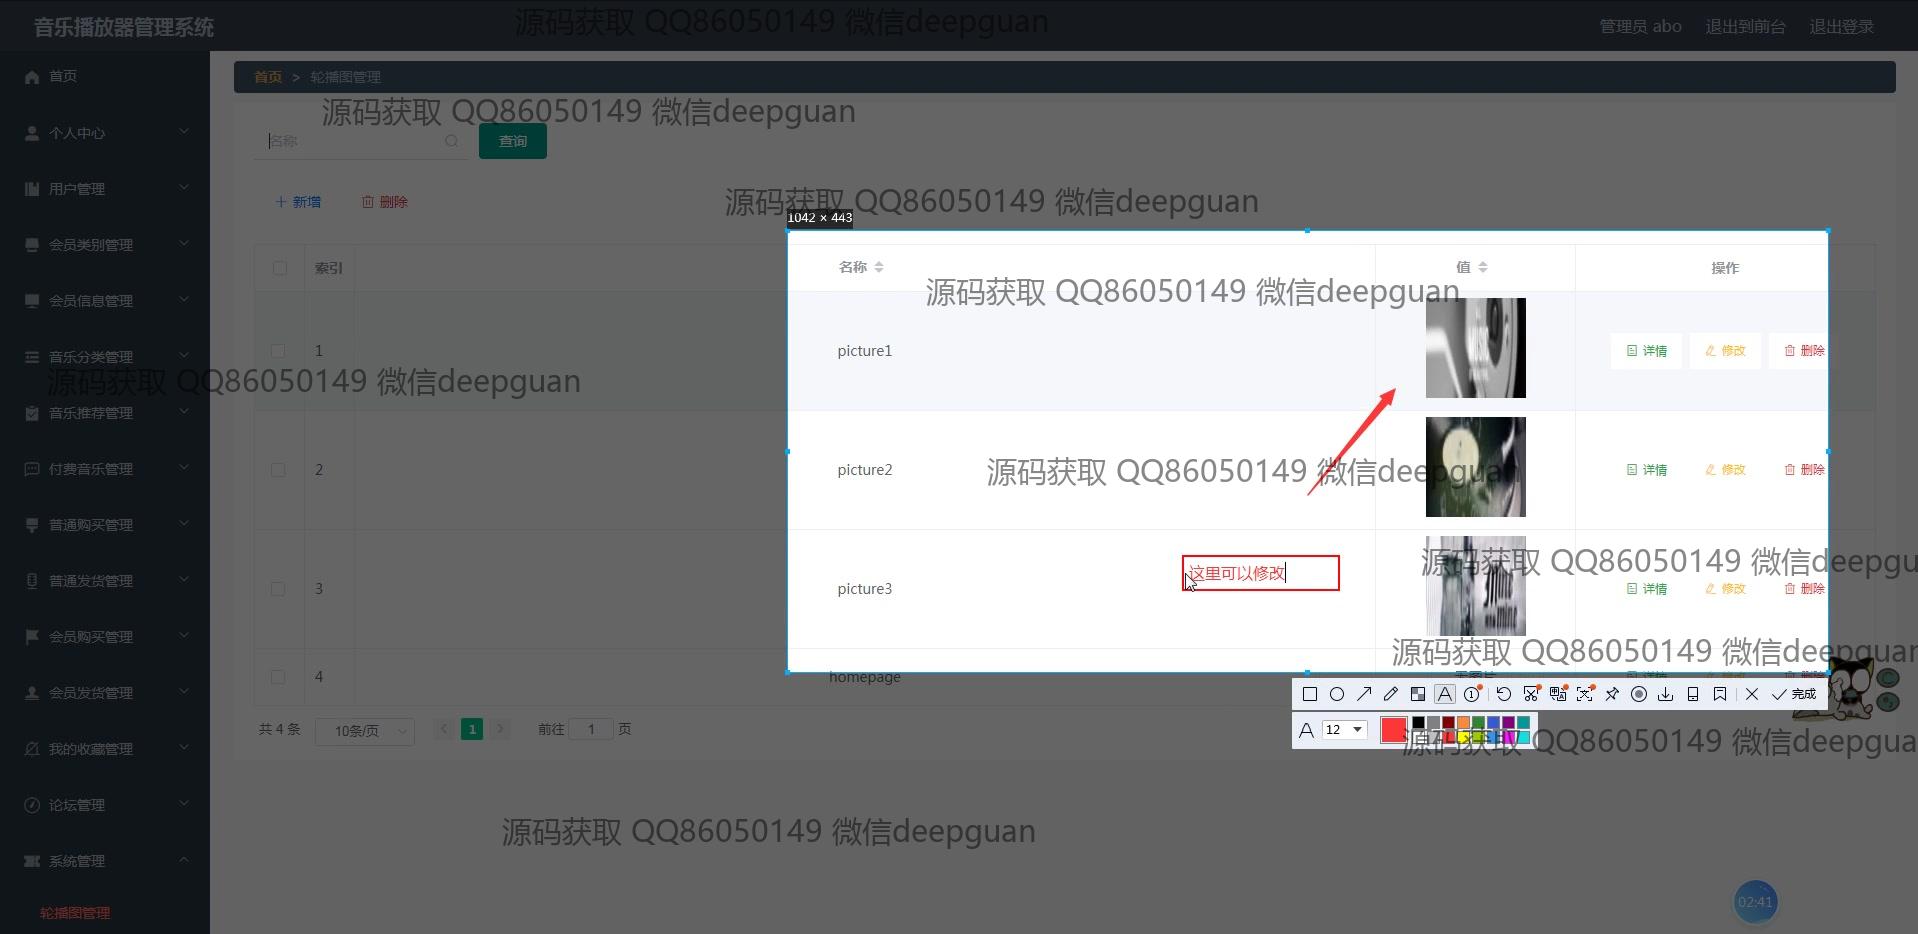 音乐播放器管理系统
源码获取 QQ86050149 微信deepguan
管理员 abo
退出到前台
退出登录
首页
首页 > 轮播图管理
源码获取 QQ86050149 微信deepguan
个人中心
名称
查询
用户管理
新增
删除
源码获取 QQ86050149 微信deepguan
1042 × 443
会员类别管理
索引
名称
值
操作
会员信息管理
源码获取 QQ86050149 微信deepguan
音乐分类管理
1
picture1
详情
修改
删除
源码获取 QQ86050149 微信deepguan
音乐推荐管理
付费音乐管理
2
picture2
详情
修改
删除
源码获取 QQ86050149 微信deepguan
普通购买管理
普通发货管理
3
picture3
这里可以修改
详情
修改
删除
源码获取 QQ86050149 微信deepgu
会员购买管理
源码获取 QQ86050149 微信deepguan
4
homepage
会员发货管理
完成
共 4 条
10条/页
1
前往
1
页
12
我的收藏管理
源码获取 QQ86050149 微信deepgua
论坛管理
源码获取 QQ86050149 微信deepguan
系统管理
轮播图管理
02:41